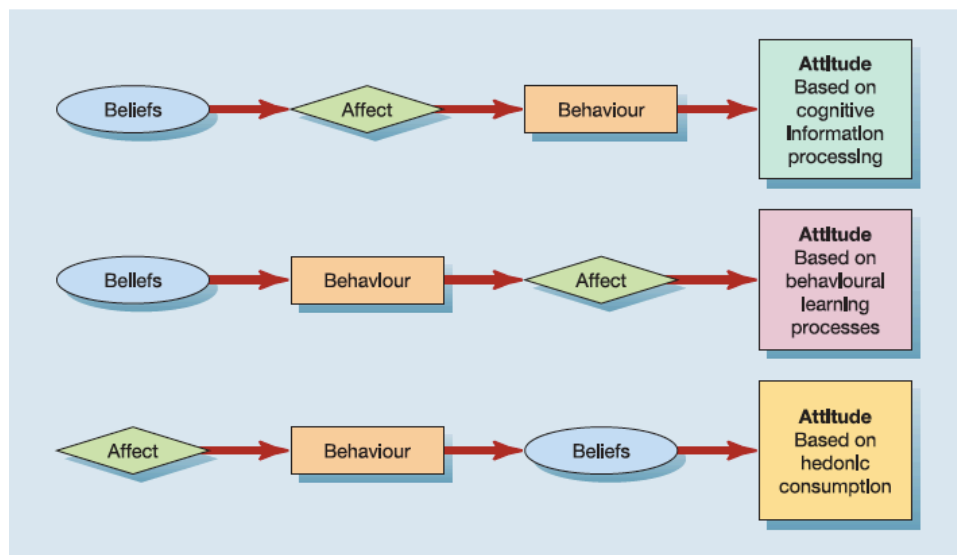 Beliefs
Affect
Behaviour
Attitude
Based on
cognitive
information
processing
Beliefs
Behaviour
Affect
Attitude
Based on
behavioural
learning
processes
Affect
Behaviour
Beliefs
Attitude
Based on
hedonic
consumption